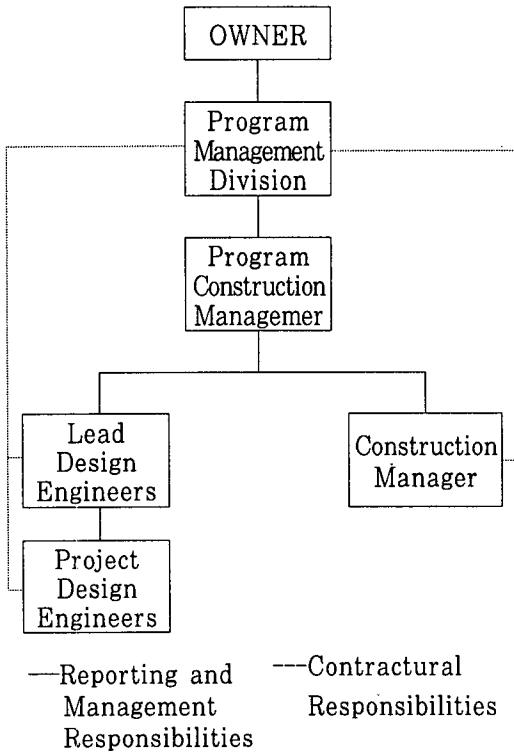 OWNER
Program
Management
Division
Program
Construction
Managemer
Lead
Design
Engineers
Construction
Manager
Project
Design
Engineers
—Reporting and
Management
Responsibilities
---Contractural
Responsibilities